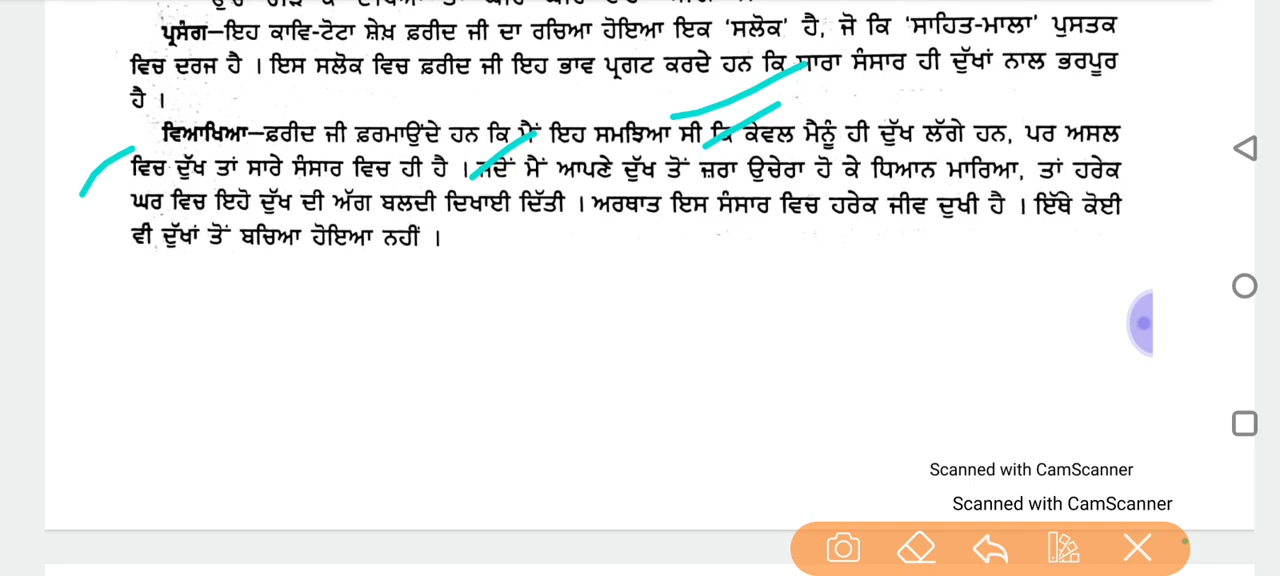 ਪ੍ਰਸੰਗ—ਇਹ ਕਾਵਿ-ਟੋਟਾ ਸ਼ੇਖ਼ ਫ਼ਰੀਦ ਜੀ ਦਾ ਰਚਿਆ ਹੋਇਆ ਇਕ ‘ਸਲੋਕ’ ਹੈ, ਜੋ ਕਿ ‘ਸਾਹਿਤ-ਮਾਲਾ’ ਪੁਸਤਕ
ਵਿਚ ਦਰਜ ਹੈ । ਇਸ ਸਲੋਕ ਵਿਚ ਫ਼ਰੀਦ ਜੀ ਇਹ ਭਾਵ ਪ੍ਰਗਟ ਕਰਦੇ ਹਨ ਕਿ ਸਾਰਾ ਸੰਸਾਰ ਹੀ ਦੁੱਖਾਂ ਨਾਲ ਭਰਪੂਰ
ਹੈ ।
ਵਿਆਖਿਆ—ਫ਼ਰੀਦ ਜੀ ਫ਼ਰਮਾਉਂਦੇ ਹਨ ਕਿ ਮੈਂ ਇਹ ਸਮਝਿਆ ਸੀ ਕਿ ਕੇਵਲ ਮੈਨੂੰ ਹੀ ਦੁੱਖ ਲੱਗੇ ਹਨ, ਪਰ ਅਸਲ
ਵਿਚ ਦੁੱਖ ਤਾਂ ਸਾਰੇ ਸੰਸਾਰ ਵਿਚ ਹੀ ਹੈ । ਜਦੋਂ ਮੈਂ ਆਪਣੇ ਦੁੱਖ ਤੋਂ ਜ਼ਰਾ ਉਚੇਰਾ ਹੋ ਕੇ ਧਿਆਨ ਮਾਰਿਆ, ਤਾਂ ਹਰੇਕ
ਘਰ ਵਿਚ ਇਹੋ ਦੁੱਖ ਦੀ ਅੱਗ ਬਲਦੀ ਦਿਖਾਈ ਦਿੱਤੀ । ਅਰਥਾਤ ਇਸ ਸੰਸਾਰ ਵਿਚ ਹਰੇਕ ਜੀਵ ਦੁਖੀ ਹੈ । ਇੱਥੇ ਕੋਈ
ਵੀ ਦੁੱਖਾਂ ਤੋਂ ਬਚਿਆ ਹੋਇਆ ਨਹੀਂ ।
Scanned with CamScanner
Scanned with CamScanner